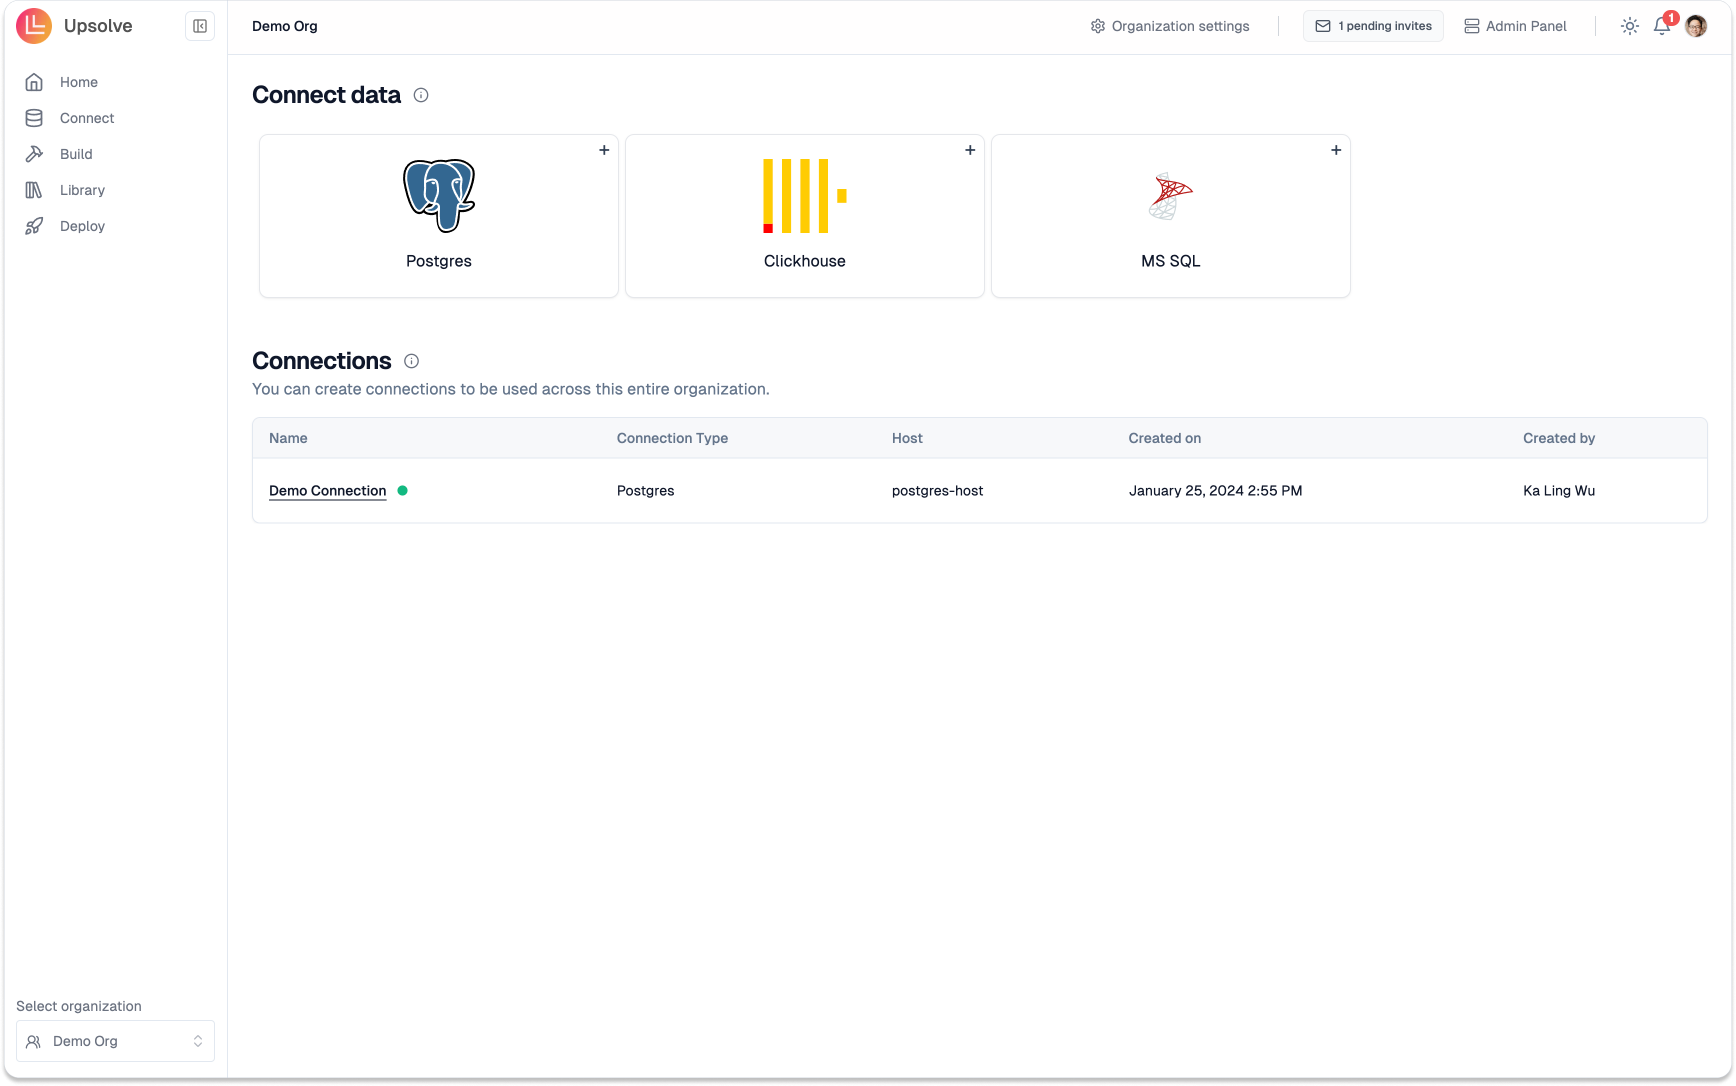 Upsolve
Demo Org
Organization settings
1 pending invites
Admin Panel
1
Home
Connect
Build
Library
Deploy
Connect data
Postgres
Clickhouse
MS SQL
Connections
You can create connections to be used across this entire organization.
Name Connection Type Host Created on Created by
Demo Connection Postgres postgres-host January 25, 2024 2:55 PM Ka Ling Wu
Select organization
Demo Org